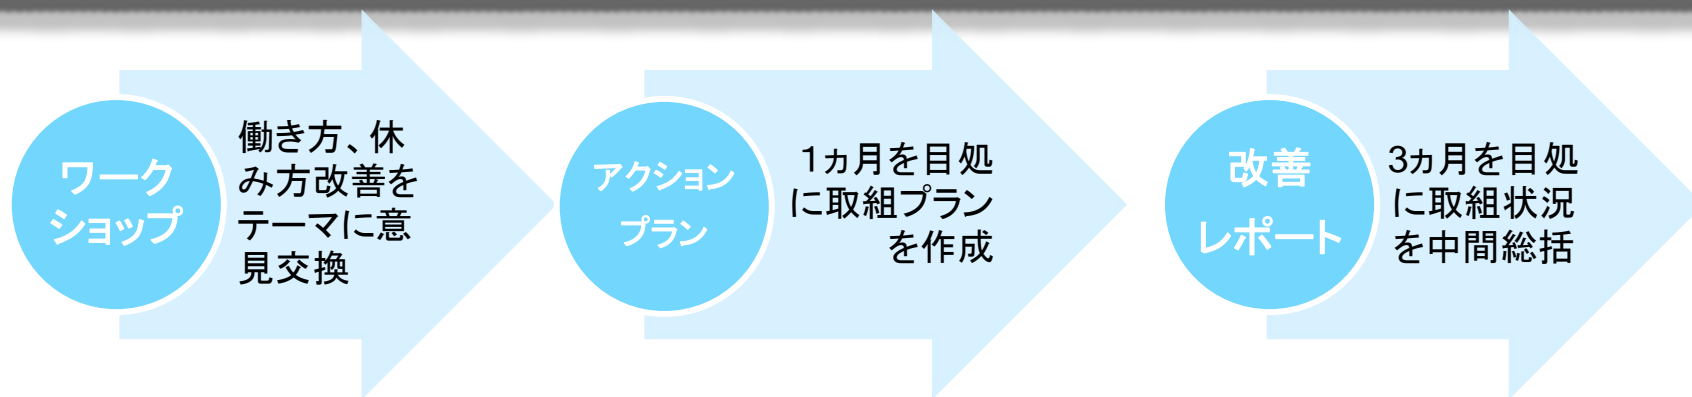 ワーク
ショップ
働き方、休
み方改善を
テーマに意
見交換
アクション
プラン
1ヵ月を目処
に取組プラン
を作成
改善
レポート
3ヵ月を目処
に取組状況
を中間総括